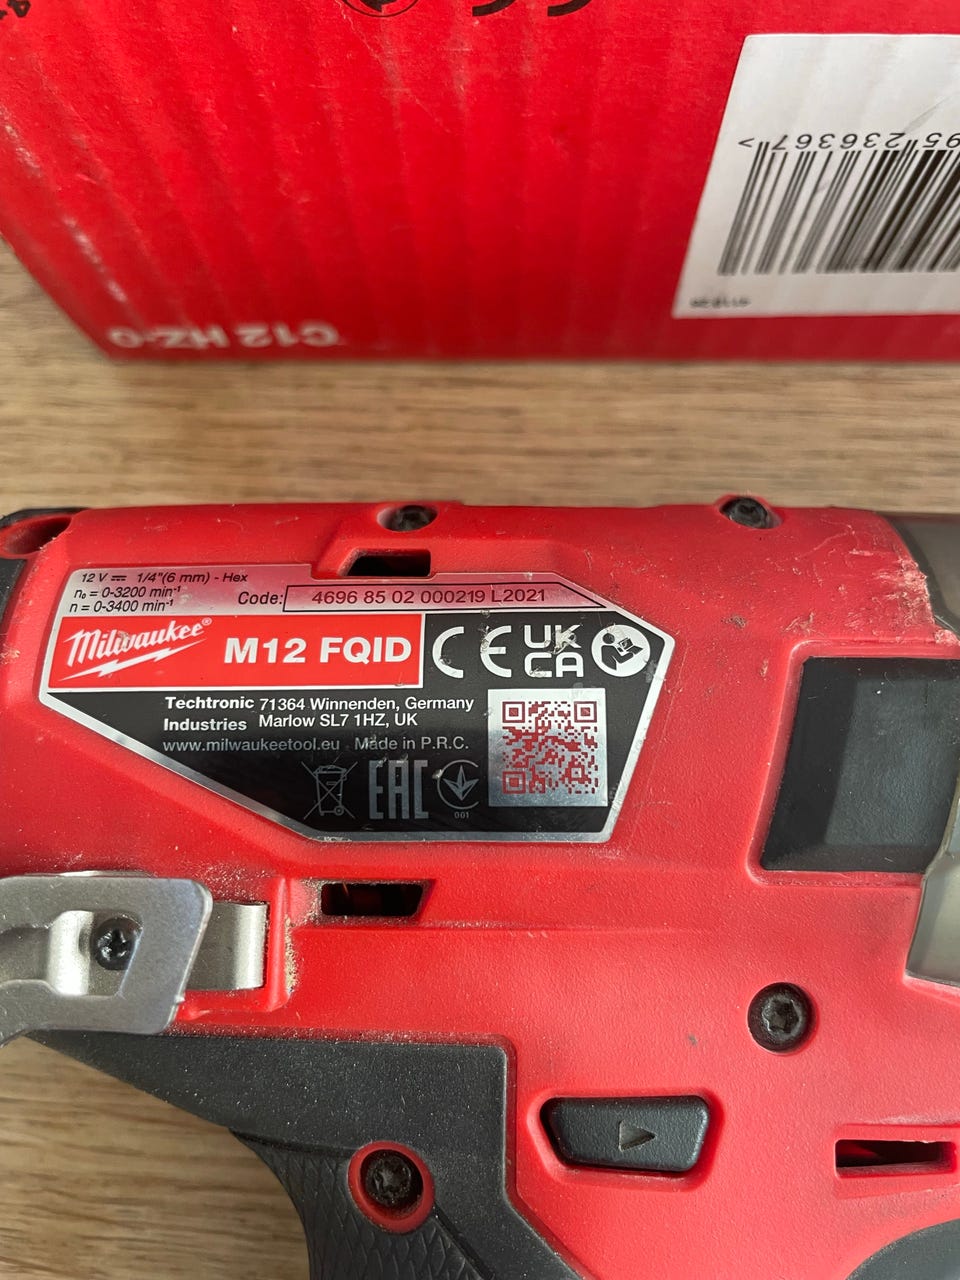 95236367 >
C12 HZ-0
12 V ⎓ 1/4"(6 mm) - Hex
n₀ = 0-3200 min⁻¹
n = 0-3400 min⁻¹
Code: 4696 85 02 000219 L2021
Milwaukee®
M12 FQID
CE
UK
CA
Techtronic 71364 Winnenden, Germany
Industries Marlow SL7 1HZ, UK
www.milwaukeetool.eu Made in P.R.C.
EAC
001